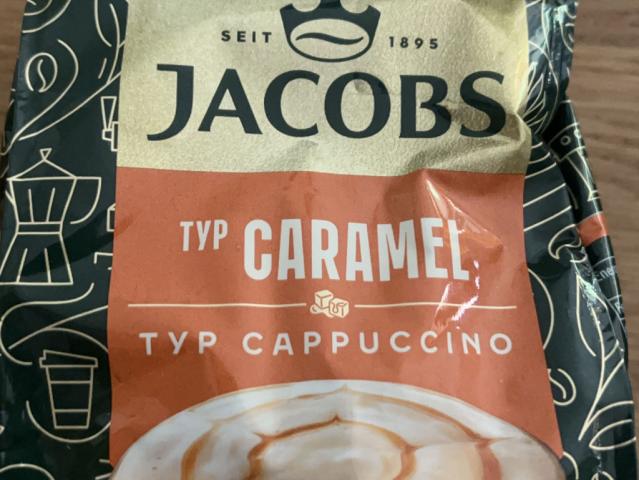 SEIT 1895
JACOBS
TYP CARAMEL
TYP CAPPUCCINO